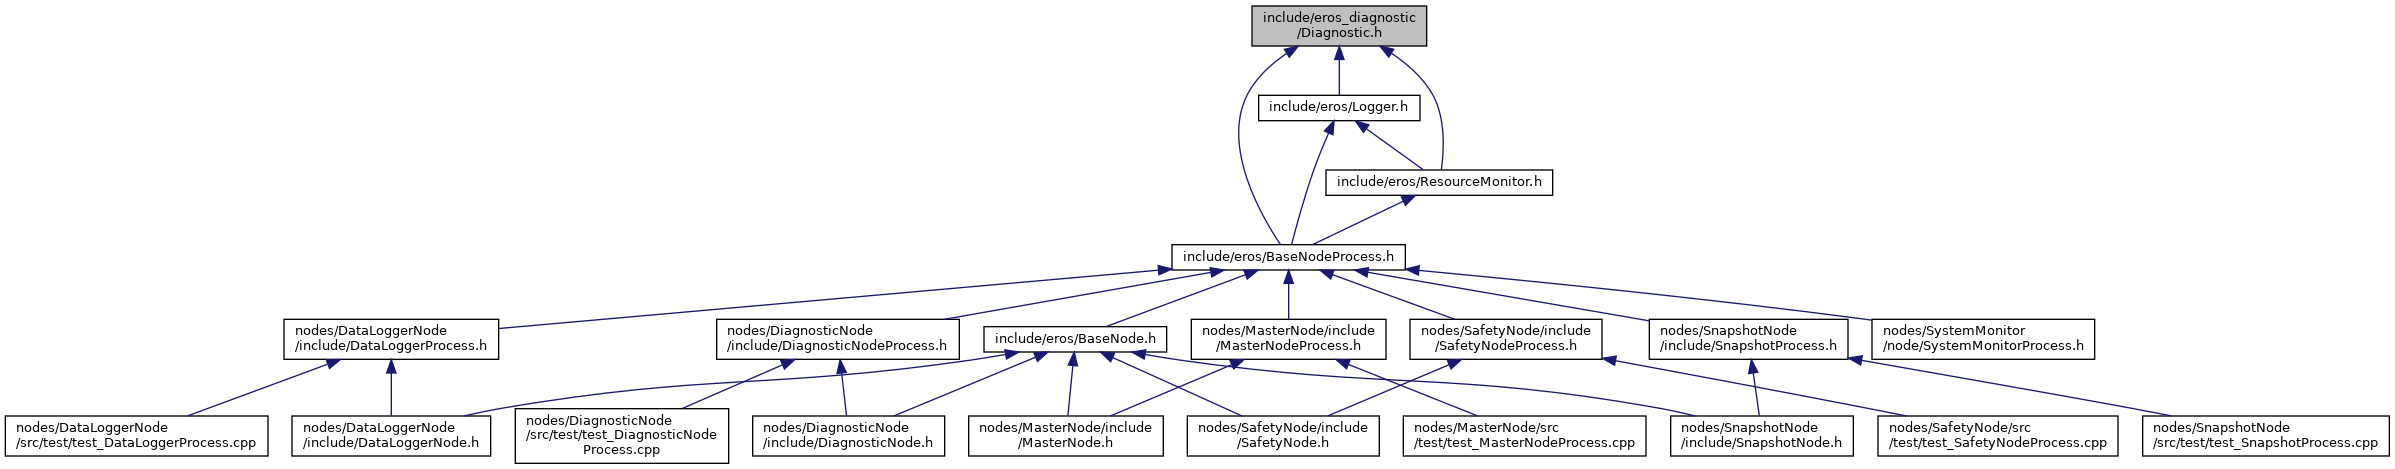 include/eros_diagnostic
/Diagnostic.h
include/eros/Logger.h
include/eros/ResourceMonitor.h
include/eros/BaseNodeProcess.h
nodes/DataLoggerNode
/include/DataLoggerProcess.h
nodes/DiagnosticNode
/include/DiagnosticNodeProcess.h
include/eros/BaseNode.h
nodes/MasterNode/include
/MasterNodeProcess.h
nodes/SafetyNode/include
/SafetyNodeProcess.h
nodes/SnapshotNode
/include/SnapshotProcess.h
nodes/SystemMonitor
/node/SystemMonitorProcess.h
nodes/DataLoggerNode
/src/test/test_DataLoggerProcess.cpp
nodes/DataLoggerNode
/include/DataLoggerNode.h
nodes/DiagnosticNode
/src/test/test_DiagnosticNode
Process.cpp
nodes/DiagnosticNode
/include/DiagnosticNode.h
nodes/MasterNode/include
/MasterNode.h
nodes/SafetyNode/include
/SafetyNode.h
nodes/MasterNode/src
/test/test_MasterNodeProcess.cpp
nodes/SnapshotNode
/include/SnapshotNode.h
nodes/SafetyNode/src
/test/test_SafetyNodeProcess.cpp
nodes/SnapshotNode
/src/test/test_SnapshotProcess.cpp